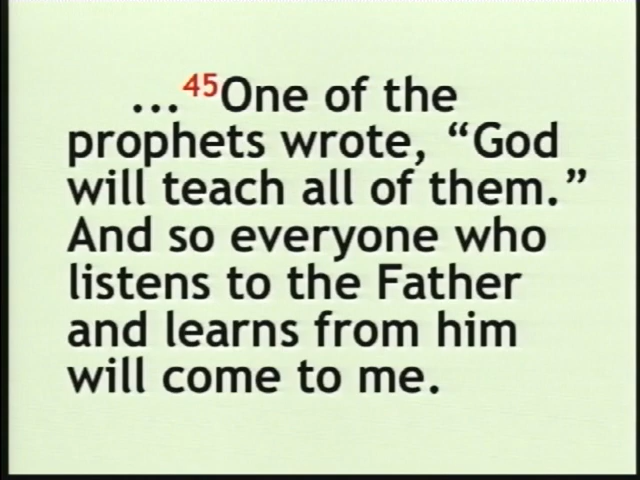 ...45One of the
prophets wrote, “God
will teach all of them.”
And so everyone who
listens to the Father
and learns from him
will come to me.